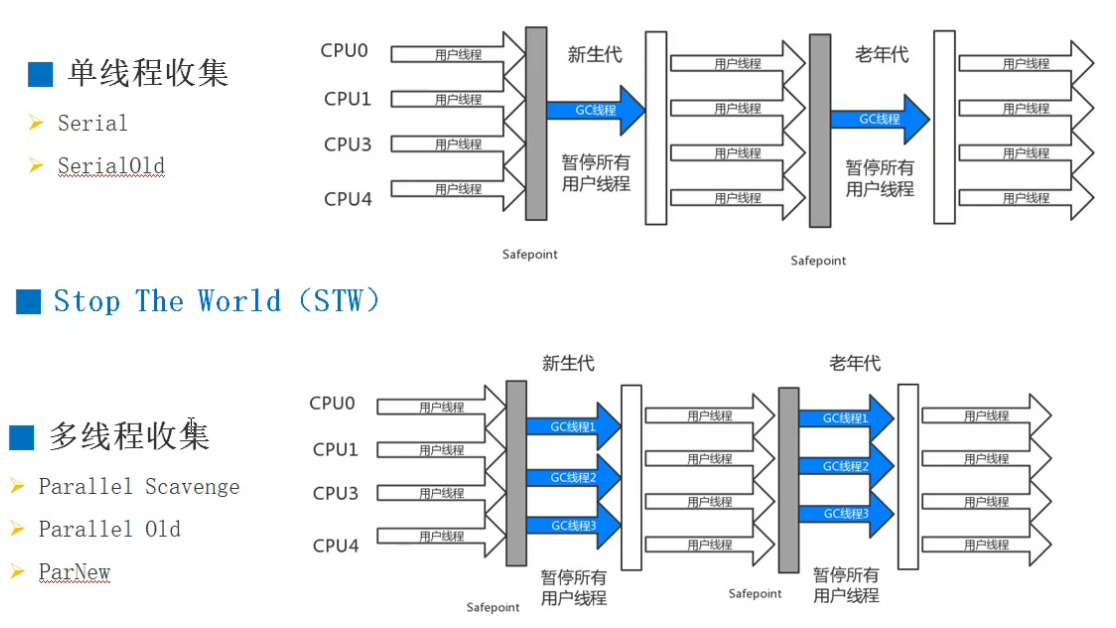 单线程收集
Serial
SerialOld
CPU0
CPU1
CPU3
CPU4
用户线程
用户线程
用户线程
用户线程
新生代
GC线程
暂停所有
用户线程
Safepoint
用户线程
用户线程
用户线程
用户线程
老年代
GC线程
暂停所有
用户线程
Safepoint
用户线程
用户线程
用户线程
用户线程
Stop The World（STW）
多线程收集
Parallel Scavenge
Parallel Old
ParNew
CPU0
CPU1
CPU3
CPU4
用户线程
用户线程
用户线程
用户线程
新生代
GC线程1
GC线程2
GC线程3
暂停所有
用户线程
Safepoint
用户线程
用户线程
用户线程
用户线程
老年代
GC线程1
GC线程2
GC线程3
暂停所有
用户线程
Safepoint
用户线程
用户线程
用户线程
用户线程